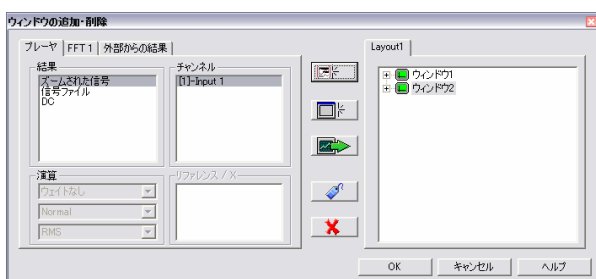 ウィンドウの追加・削除
プレーヤ FFT1 外部からの結果
結果
ズームされた信号
信号ファイル
DC
チャンネル
[1]-Input 1
演算
ウェイトなし
Normal
RMS
リファレンス / X
Layout1
ウィンドウ1
ウィンドウ2
OK キャンセル ヘルプ